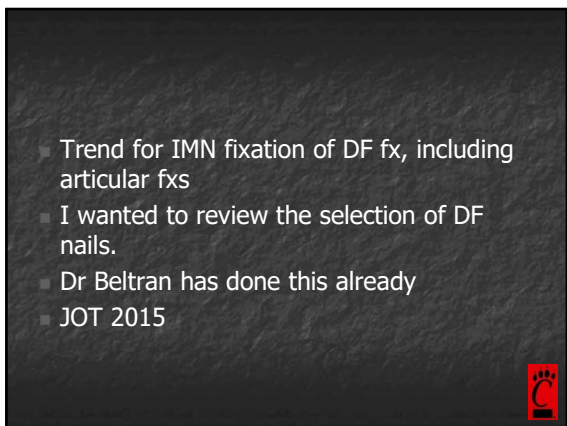 Trend for IMN fixation of DF fx, including
articular fxs
I wanted to review the selection of DF
nails.
Dr Beltran has done this already
JOT 2015
C